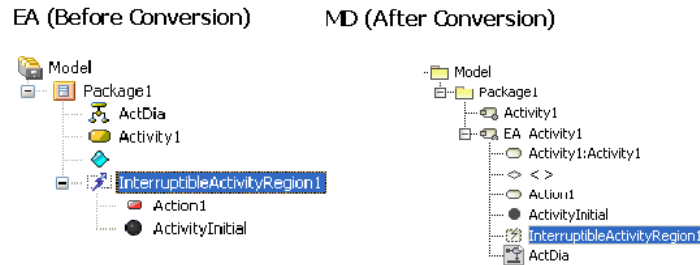 EA (Before Conversion)
MD (After Conversion)
Model
Package1
ActDia
Activity1
InterruptibleActivityRegion1
Action1
ActivityInitial
Model
Package1
Activity1
EA Activity1
Activity1:Activity1
< >
Action1
ActivityInitial
InterruptibleActivityRegion1
ActDia